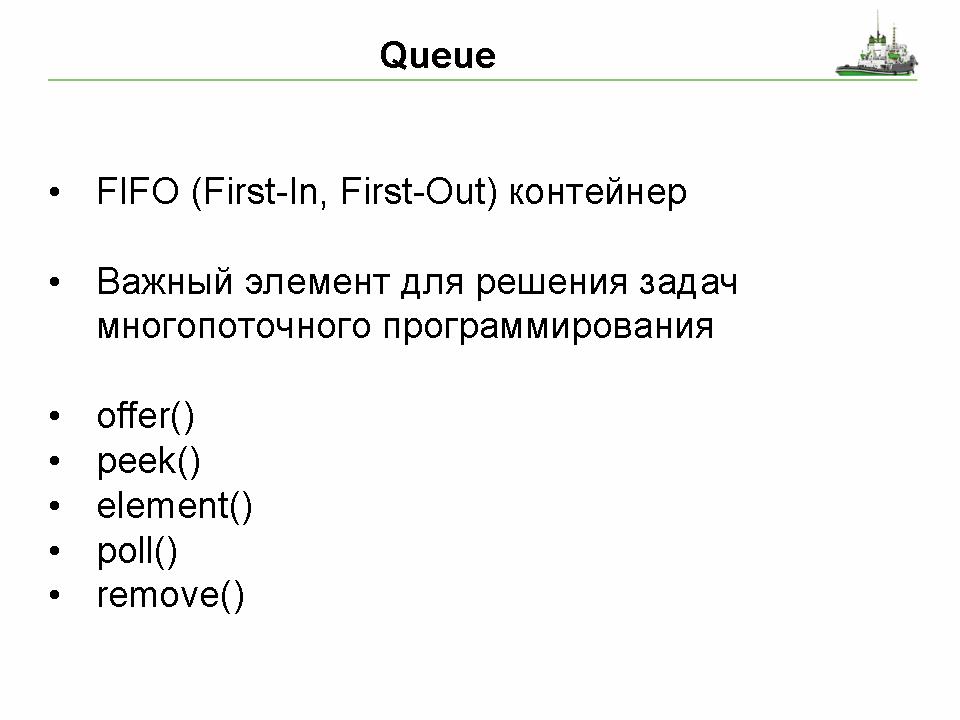 Queue
• FIFO (First-In, First-Out) контейнер
• Важный элемент для решения задач
многопоточного программирования
• offer()
• peek()
• element()
• poll()
• remove()